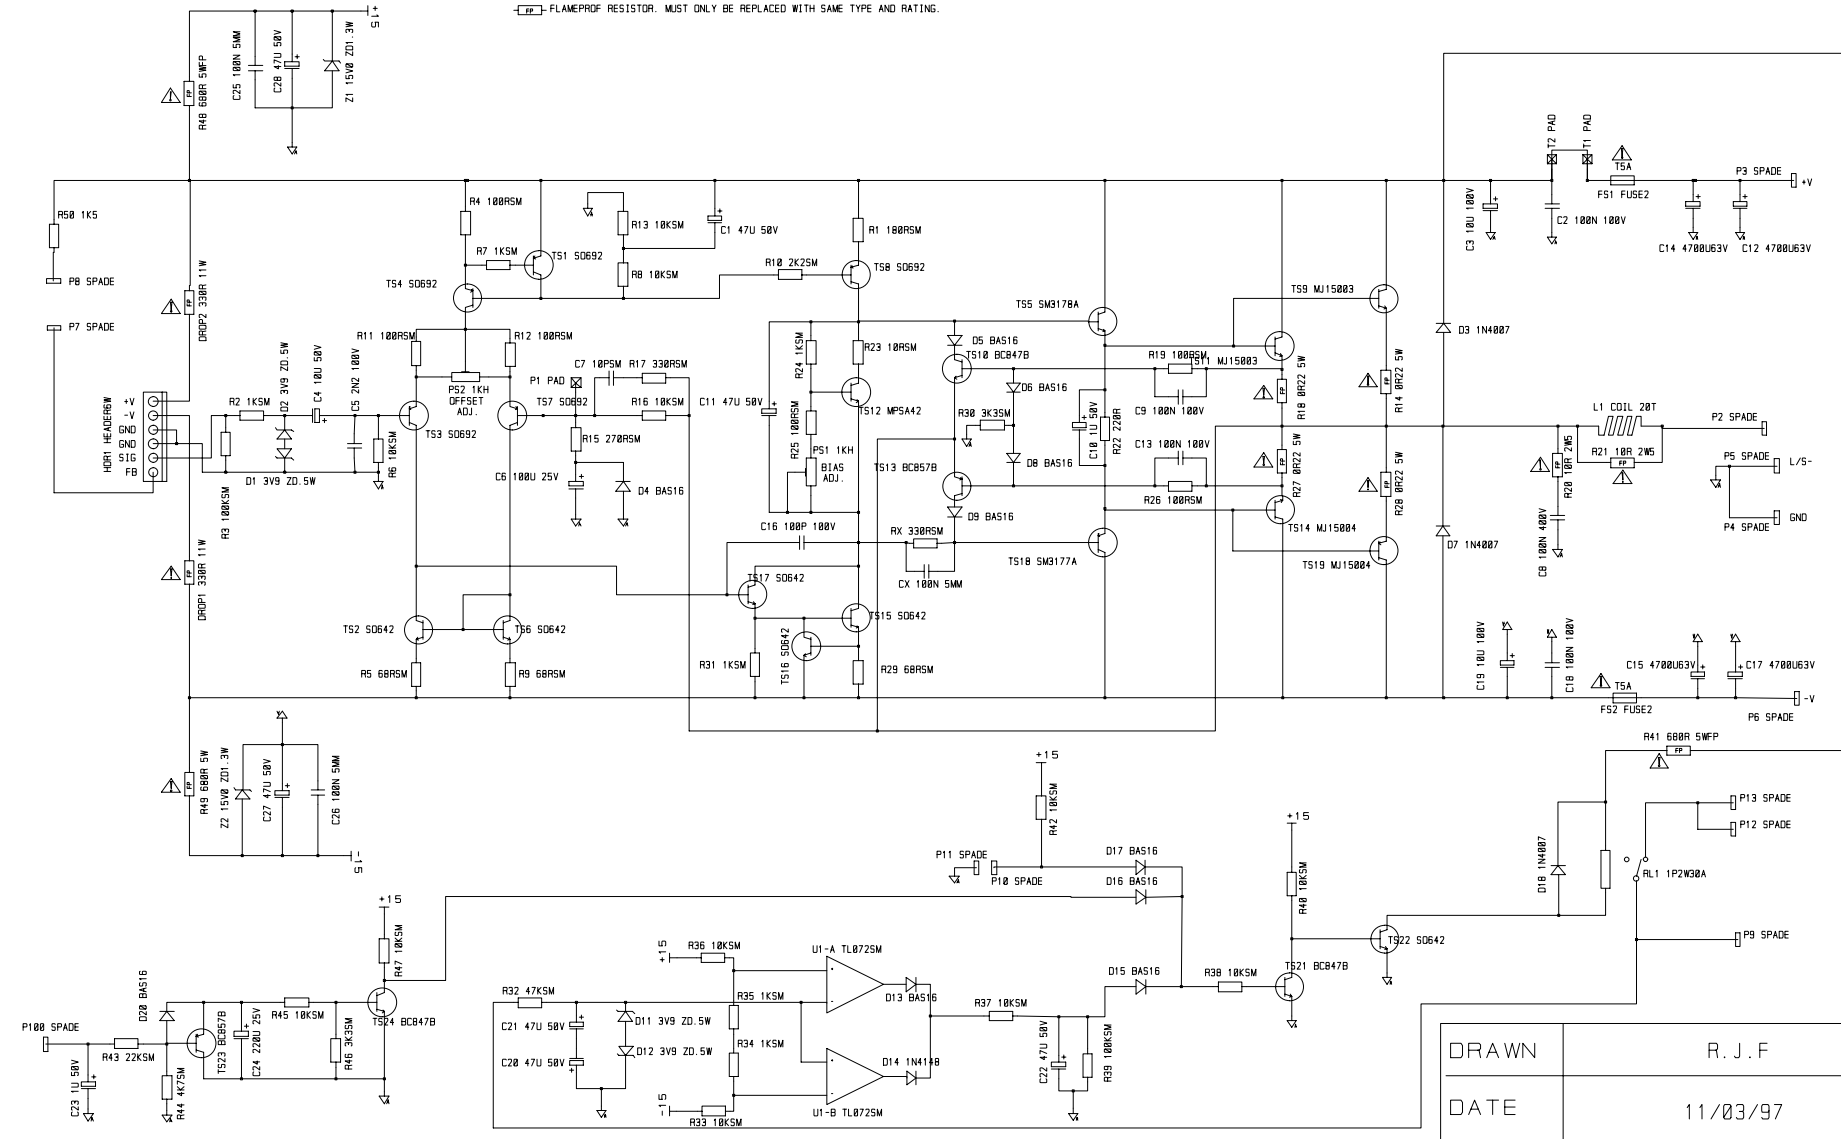 FP FLAMEPROF RESISTOR. MUST ONLY BE REPLACED WITH SAME TYPE AND RATING.
+15
R48 680R 5WFP
FP
C25 100N 5MM
C28 47U 50V
Z1 15V0 ZD1.3W
T2 PAD
T1 PAD
T5A
FS1 FUSE2
P3 SPADE
+V
R50 1K5
P8 SPADE
P7 SPADE
DROP2 330R 11W
FP
R4 100RSM
R7 1KSM
TS1 SO692
TS4 SO692
R13 10KSM
R8 10KSM
C1 47U 50V
R10 2K2SM
R1 180RSM
TS8 SO692
TS5 SM3178A
TS9 MJ15003
C3 10U 100V
C2 100N 100V
C14 4700U63V
C12 4700U63V
D3 1N4007
R11 100RSM
R12 100RSM
PS2 1KH
OFFSET
ADJ.
C7 10PSM
R17 330RSM
P1 PAD
TS7 SO692
R16 10KSM
R24 1KSM
R23 10RSM
D5 BAS16
TS10 BC847B
D6 BAS16
R19 100RSM
TS11 MJ15003
C9 100N 100V
R18 0R22 5W
FP
R14 0R22 5W
FP
HDR1 HEADER6W
+V
-V
GND
GND
SIG
FB
R2 1KSM
D2 3V9 ZD.5W
C4 10U 50V
C5 2N2 100V
R6 10KSM
TS3 SO692
R3 100KSM
D1 3V9 ZD.5W
R15 270RSM
C6 100U 25V
D4 BAS16
C11 47U 50V
TS12 MPSA42
R25 100RSM
PS1 1KH
BIAS
ADJ.
R30 3K3SM
C10 1U 50V
R22 220R
C13 100N 100V
D8 BAS16
TS13 BC857B
R26 100RSM
R27 0R22 5W
FP
R28 0R22 5W
FP
L1 COIL 20T
P2 SPADE
R21 10R 2W5
FP
R20 10R 2W5
FP
P5 SPADE
L/S-
GND
P4 SPADE
C8 100N 400V
D7 1N4007
D9 BAS16
TS14 MJ15004
TS19 MJ15004
C16 100P 100V
RX 330RSM
CX 100N 5MM
TS18 SM3177A
DROP1 330R 11W
FP
TS2 SO642
TS6 SO642
TS17 SO642
TS15 SO642
TS16 SO642
R5 68RSM
R9 68RSM
R31 1KSM
R29 68RSM
C19 10U 100V
C18 100N 100V
C15 4700U63V
C17 4700U63V
T5A
FS2 FUSE2
-V
P6 SPADE
R49 680R 5W
FP
Z2 15V0 ZD1.3W
C27 47U 50V
C26 100N 5MM
-15
+15
R42 10KSM
P11 SPADE
P10 SPADE
D17 BAS16
D16 BAS16
+15
R40 10KSM
R41 680R 5WFP
FP
P13 SPADE
P12 SPADE
D18 1N4007
RL1 1P2W30A
P9 SPADE
TS22 SO642
TS21 BC847B
R38 10KSM
D15 BAS16
+15
R47 10KSM
TS24 BC847B
D20 BAS16
P100 SPADE
R43 22KSM
C23 1U 50V
R44 4K7SM
TS23 BC857B
C24 220U 25V
R45 10KSM
R46 3K3SM
+15
R36 10KSM
U1-A TL072SM
D13 BAS16
R32 47KSM
R35 1KSM
C21 47U 50V
D11 3V9 ZD.5W
D12 3V9 ZD.5W
C20 47U 50V
R34 1KSM
D14 1N4148
U1-B TL072SM
-15
R33 10KSM
R37 10KSM
C22 47U 50V
R39 100KSM
DRAWN R.J.F
DATE 11/03/97